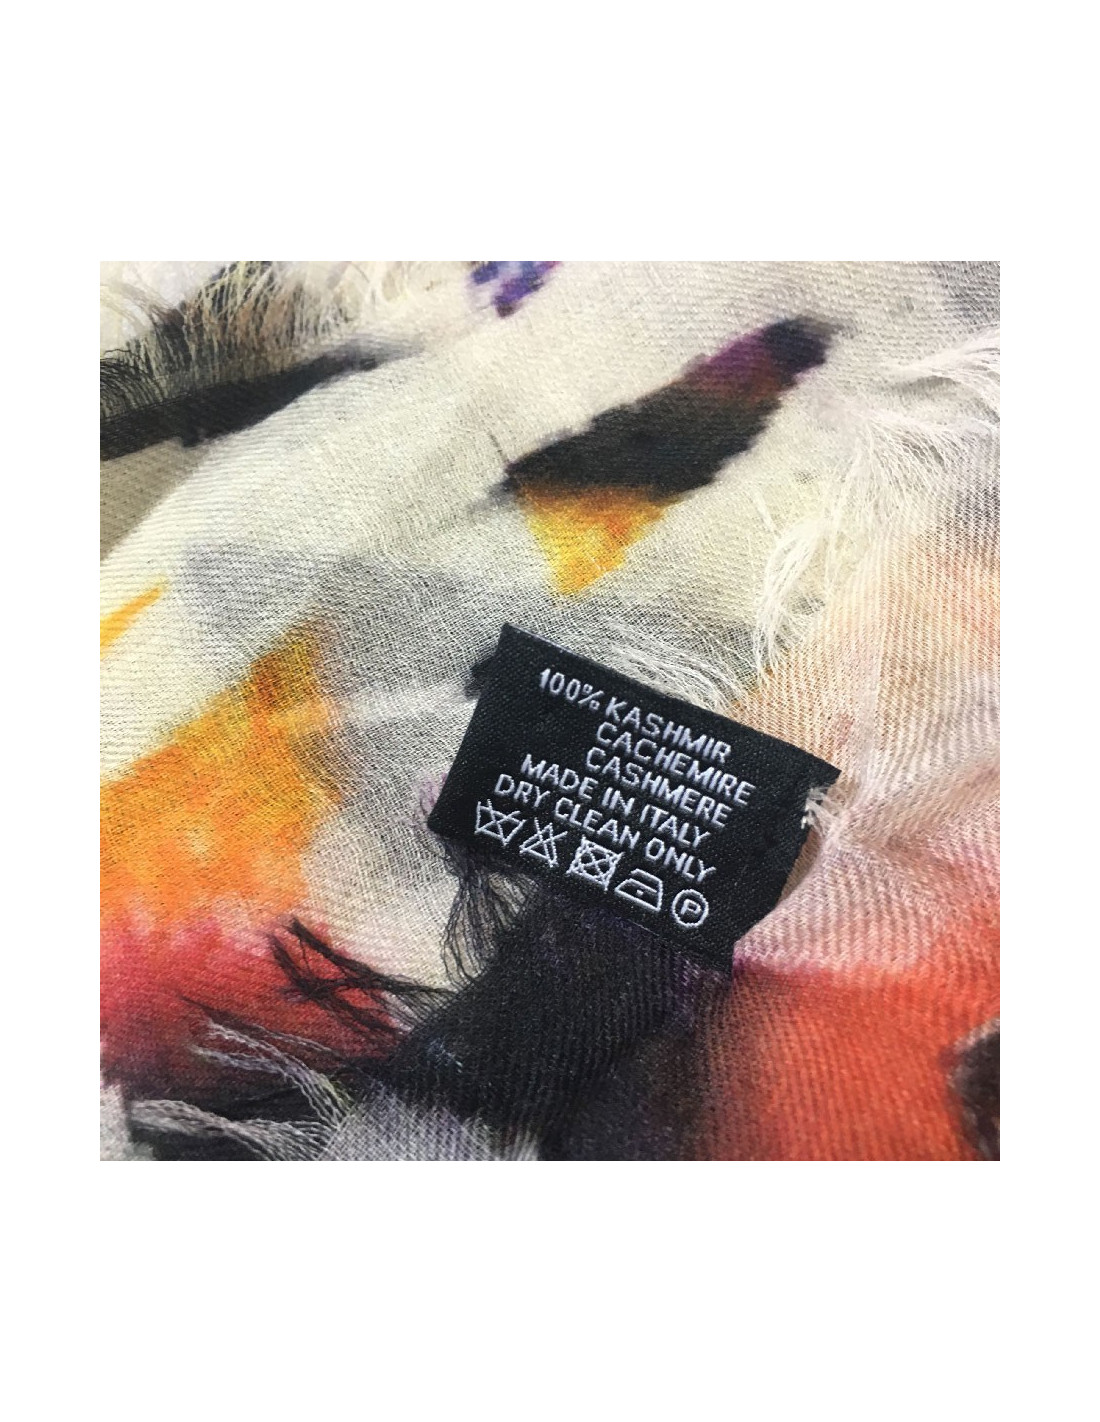 100% KASHMIR
CACHEMIRE
CASHMERE
MADE IN ITALY
DRY CLEAN ONLY
P